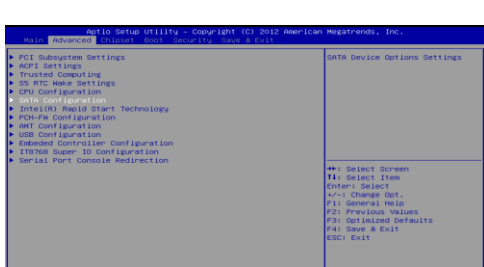 Aptio Setup Utility - Copyright (C) 2012 American Megatrends, Inc.
Main Advanced Chipset Boot Security Save & Exit
PCI Subsystem Settings
ACPI Settings
Trusted Computing
S5 RTC Wake Settings
CPU Configuration
SATA Configuration
Intel(R) Rapid Start Technology
PCH-FW Configuration
AMT Configuration
USB Configuration
Embeded Controller Configuration
IT8768 Super IO Configuration
Serial Port Console Redirection
SATA Device Options Settings
→←: Select Screen
↑↓: Select Item
Enter: Select
+/-: Change Opt.
F1: General Help
F2: Previous Values
F3: Optimized Defaults
F4: Save & Exit
ESC: Exit